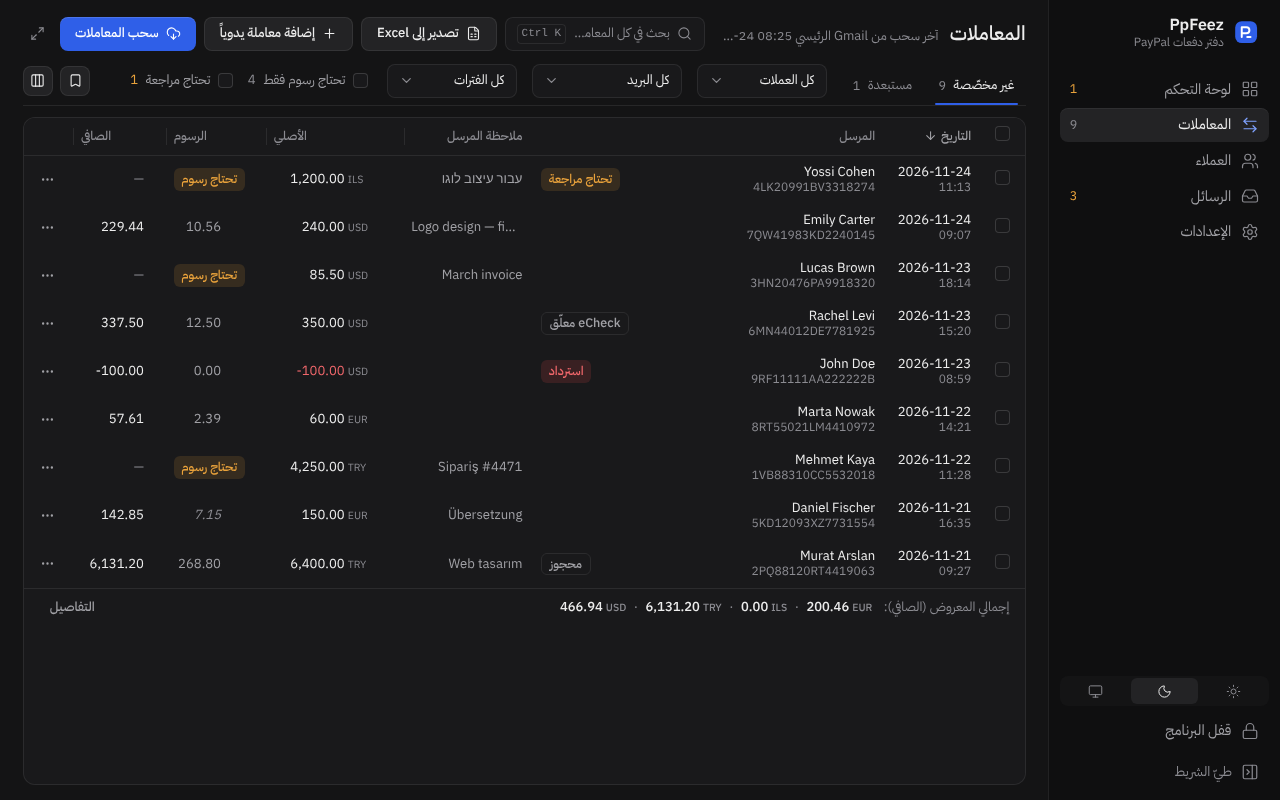 PpFeez
دفتر دفعات PayPal
لوحة التحكم 1
المعاملات 9
العملاء
الرسائل 3
الإعدادات
قفل البرنامج
طيّ الشريط
المعاملات
آخر سحب من Gmail الرئيسي 08:25 24-...
بحث في كل المعامـ... Ctrl K
تصدير إلى Excel
إضافة معاملة يدوياً
سحب المعاملات
غير مخصّصة 9
مستبعدة 1
كل العملات
كل البريد
كل الفترات
تحتاج رسوم فقط 4
تحتاج مراجعة 1
التاريخ المرسل ملاحظة المرسل الأصلي الرسوم الصافي
2026-11-24 Yossi Cohen تحتاج مراجعة עבור עיצוב לוגו 1,200.00 ILS تحتاج رسوم —
11:13 4LK20991BV3318274
2026-11-24 Emily Carter Logo design — fi... 240.00 USD 10.56 229.44
09:07 7QW41983KD2240145
2026-11-23 Lucas Brown March invoice 85.50 USD تحتاج رسوم —
18:14 3HN20476PA9918320
2026-11-23 Rachel Levi eCheck معلّق 350.00 USD 12.50 337.50
15:20 6MN44012DE7781925
2026-11-23 John Doe استرداد -100.00 USD 0.00 -100.00
08:59 9RF11111AA222222B
2026-11-22 Marta Nowak 60.00 EUR 2.39 57.61
14:21 8RT55021LM4410972
2026-11-22 Mehmet Kaya Sipariş #4471 4,250.00 TRY تحتاج رسوم —
11:28 1VB88310CC5532018
2026-11-21 Daniel Fischer Übersetzung 150.00 EUR 7.15 142.85
16:35 5KD12093XZ7731554
2026-11-21 Murat Arslan محجوز Web tasarım 6,400.00 TRY 268.80 6,131.20
09:27 2PQ88120RT4419063
إجمالي المعروض (الصافي): 200.46 EUR · 0.00 ILS · 6,131.20 TRY · 466.94 USD
التفاصيل